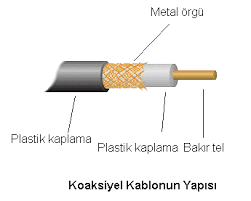 Metal örgü
Plastik kaplama
Plastik kaplama
Bakır tel
Koaksiyel Kablonun Yapısı